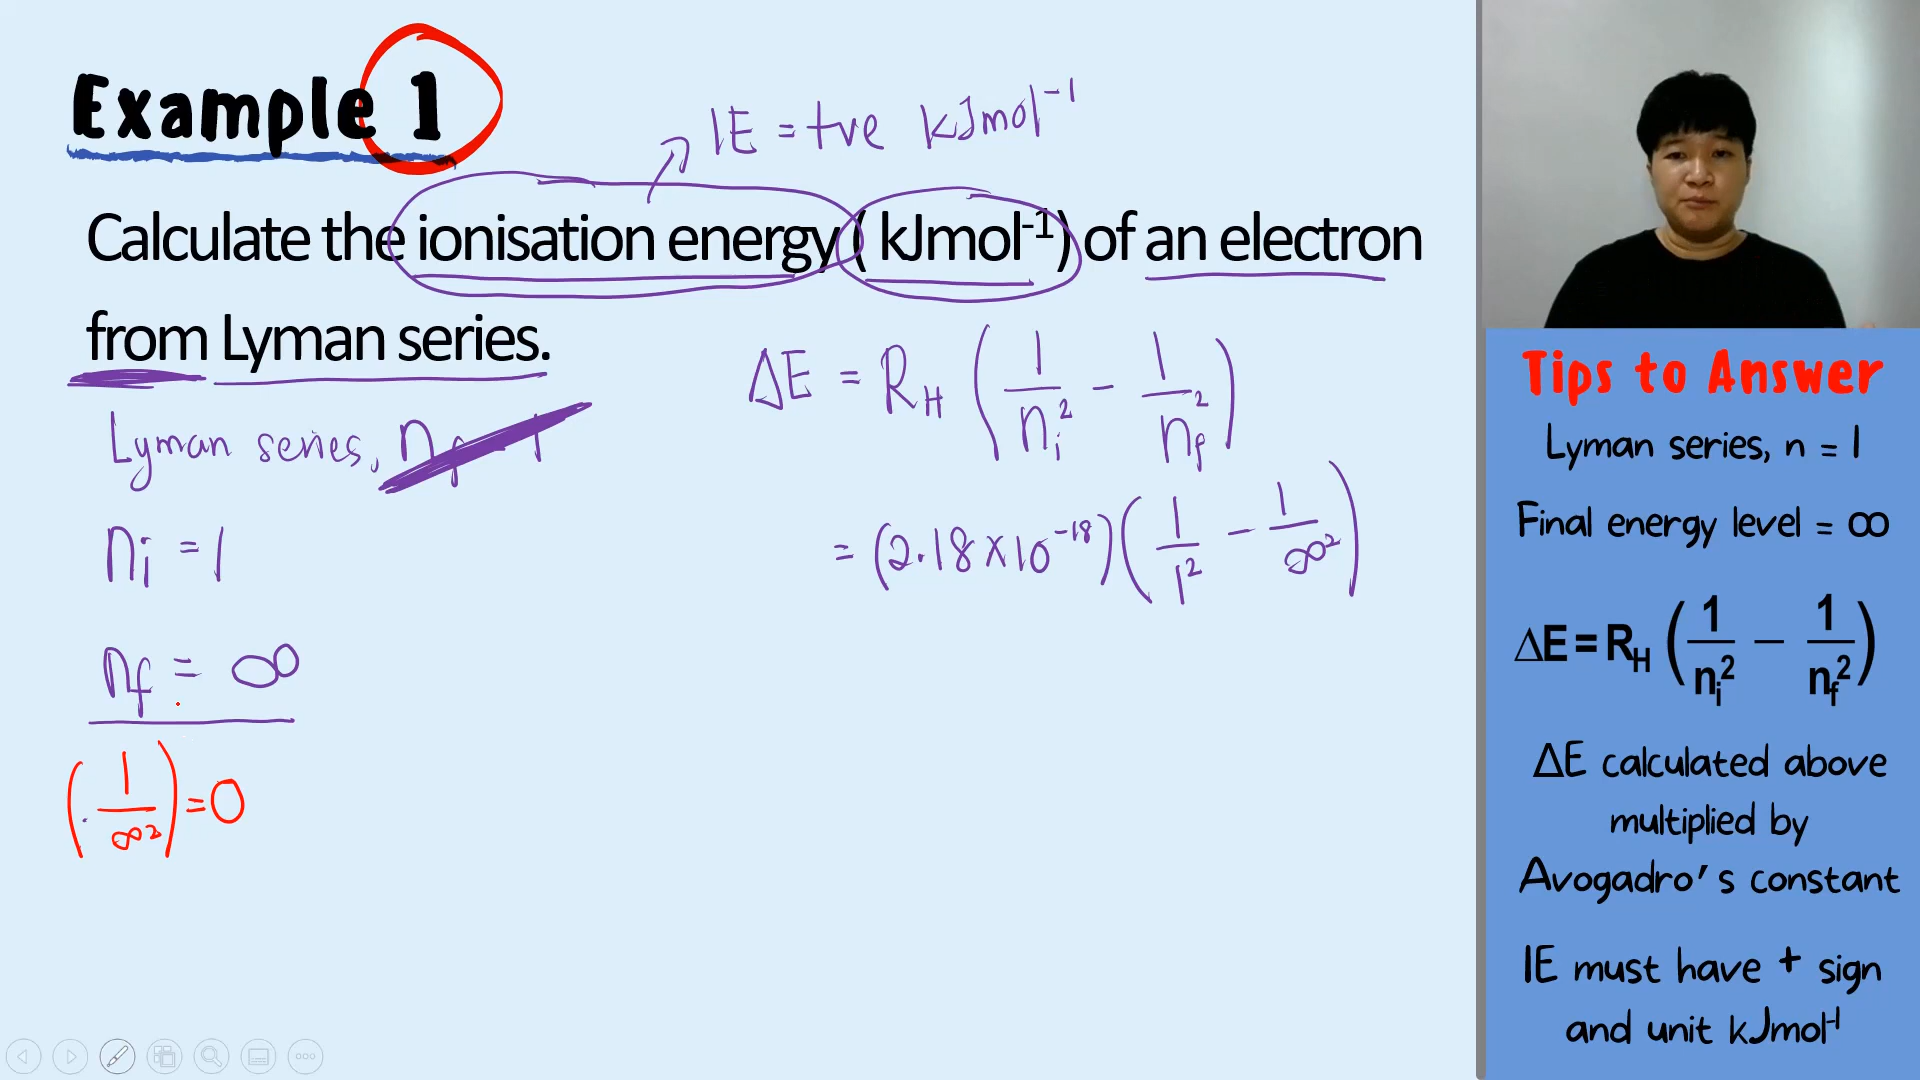 Example 1
IE = +ve kJmol⁻¹
Calculate the ionisation energy ( kJmol⁻¹) of an electron
from Lyman series.
Lyman series,
nᵢ = 1
n_f = ∞
(1/∞²) = 0
ΔE = R_H (1/nᵢ² − 1/n_f²)
= (2.18×10⁻¹⁸)(1/1² − 1/∞²)
Tips to Answer
Lyman series, n = 1
Final energy level = ∞
ΔE = R_H (1/nᵢ² − 1/n_f²)
ΔE calculated above
multiplied by
Avogadro's constant
IE must have + sign
and unit kJmol⁻¹